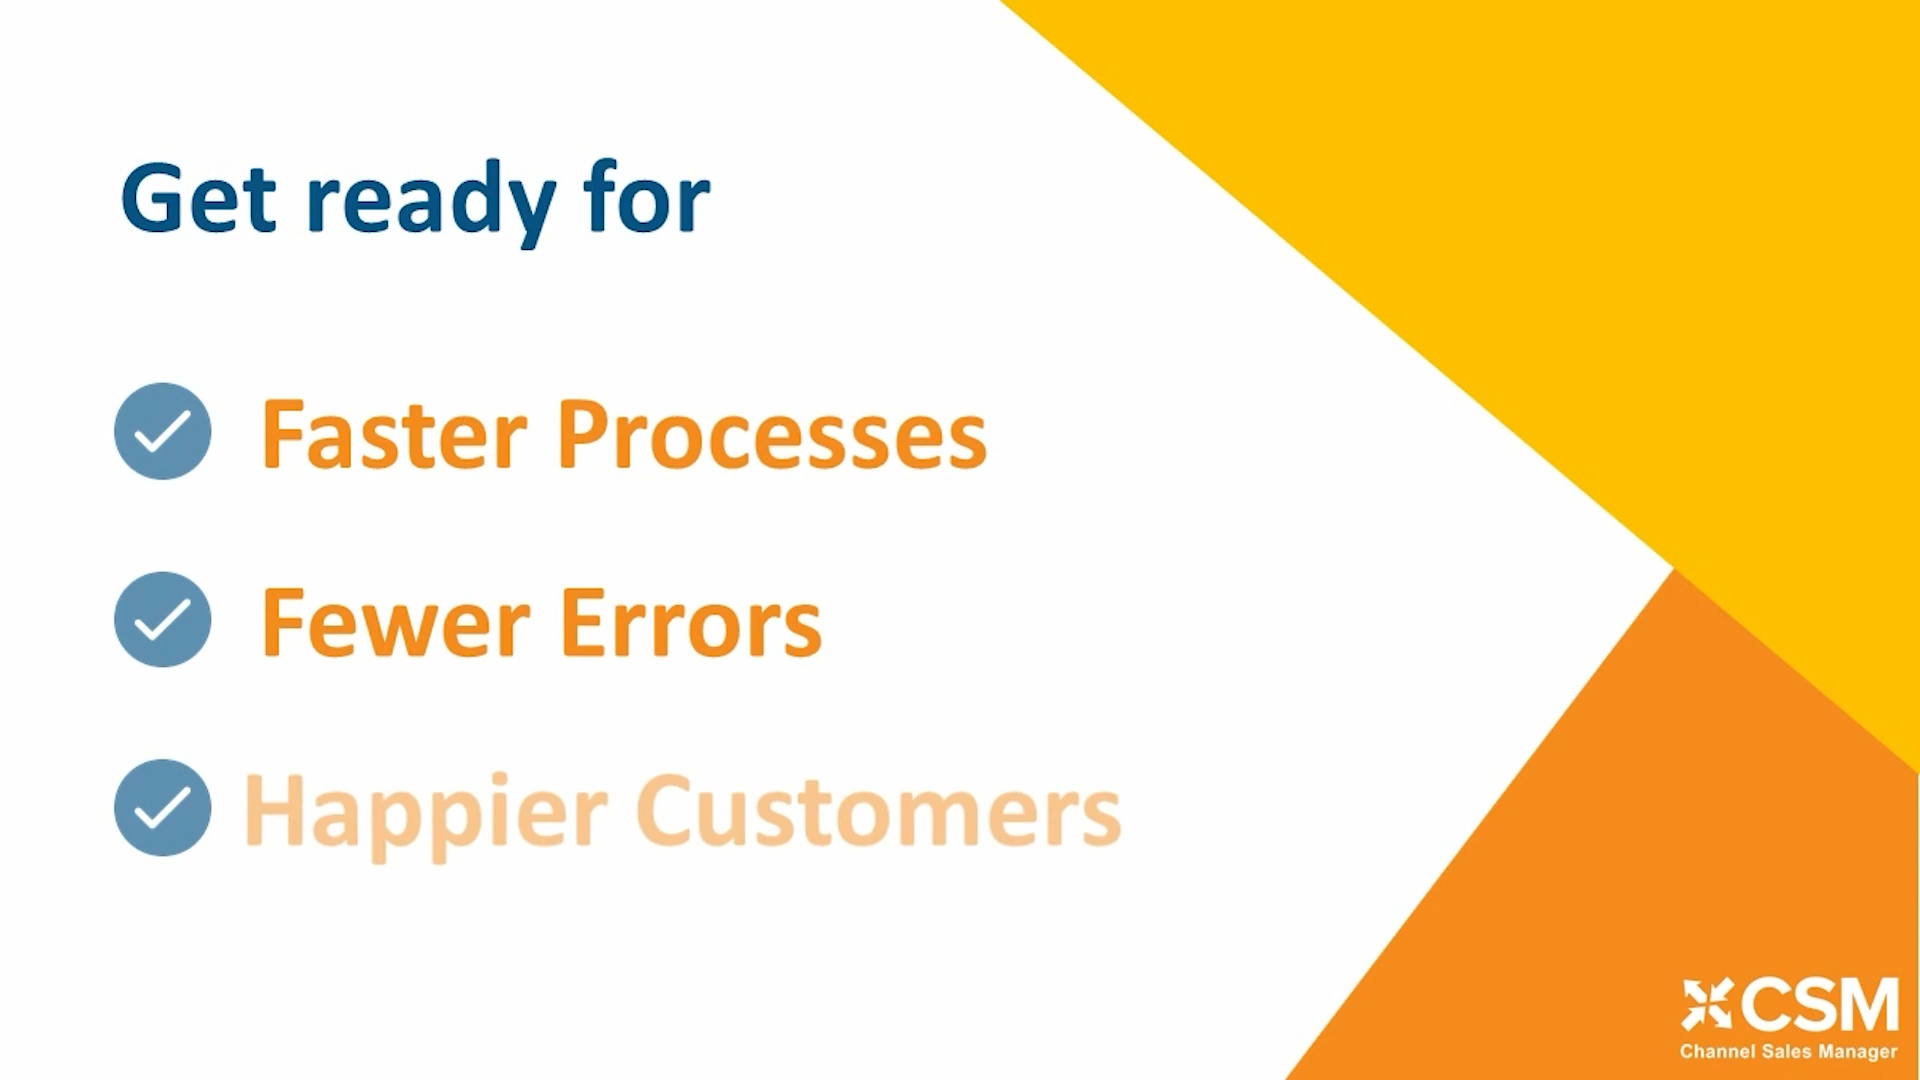 Get ready for
Faster Processes
Fewer Errors
Happier Customers
CSM
Channel Sales Manager